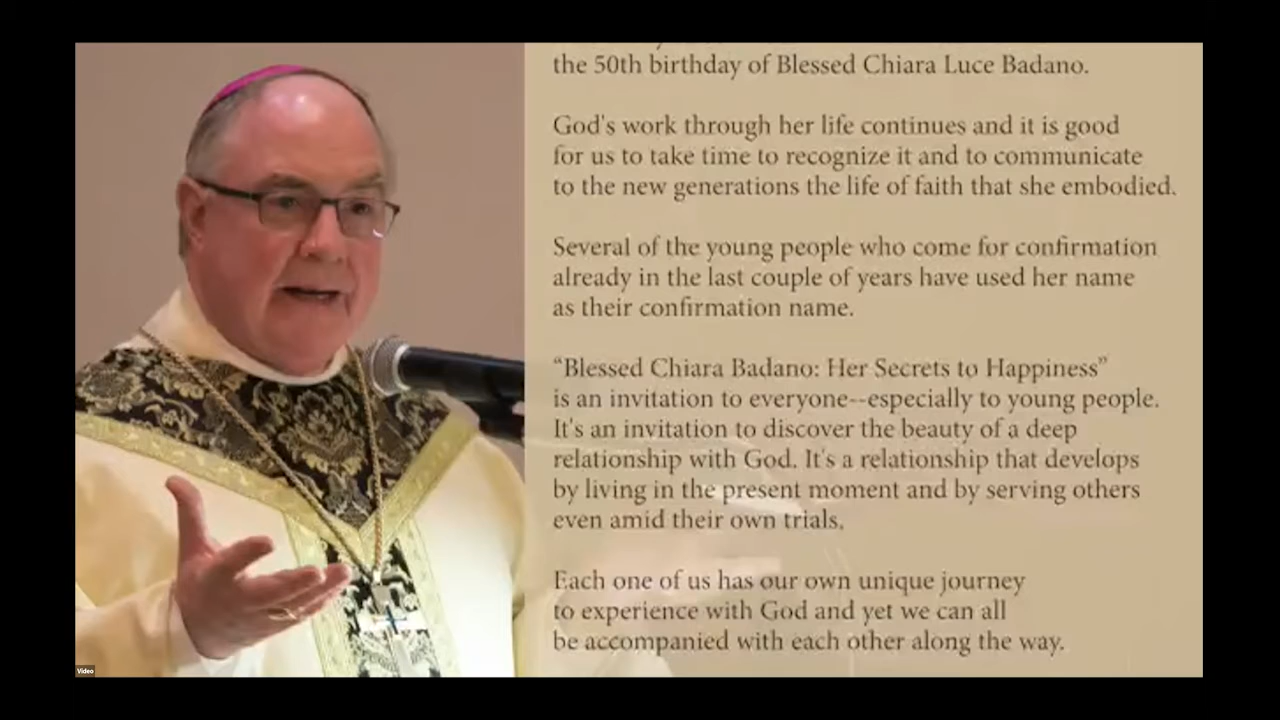 the 50th birthday of Blessed Chiara Luce Badano.
God's work through her life continues and it is good
for us to take time to recognize it and to communicate
to the new generations the life of faith that she embodied.
Several of the young people who come for confirmation
already in the last couple of years have used her name
as their confirmation name.
“Blessed Chiara Badano: Her Secrets to Happiness”
is an invitation to everyone--especially to young people.
It's an invitation to discover the beauty of a deep
relationship with God. It's a relationship that develops
by living in the present moment and by serving others
even amid their own trials.
Each one of us has our own unique journey
to experience with God and yet we can all
be accompanied with each other along the way.
Video